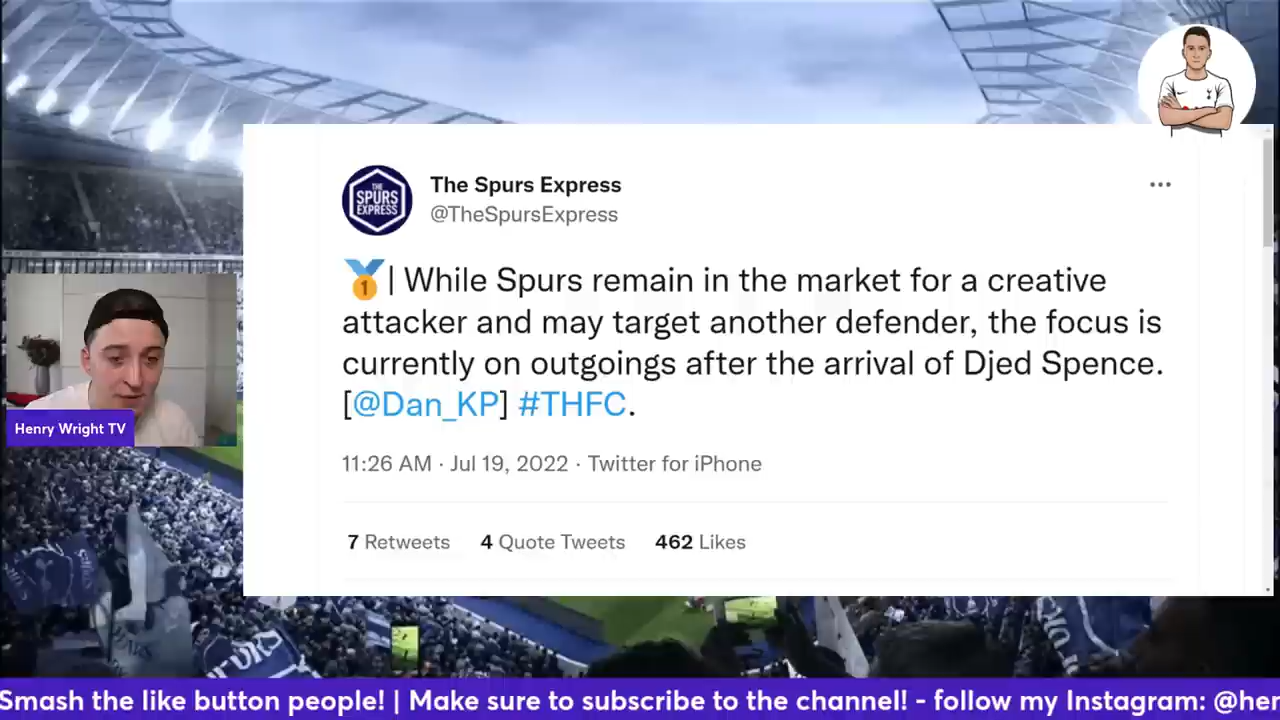 The Spurs Express
@TheSpursExpress
THE
SPURS
EXPRESS
🥇| While Spurs remain in the market for a creative
attacker and may target another defender, the focus is
currently on outgoings after the arrival of Djed Spence.
[@Dan_KP] #THFC.
11:26 AM · Jul 19, 2022 · Twitter for iPhone
7 Retweets 4 Quote Tweets 462 Likes
Henry Wright TV
Smash the like button people! | Make sure to subscribe to the channel! - follow my Instagram: @her